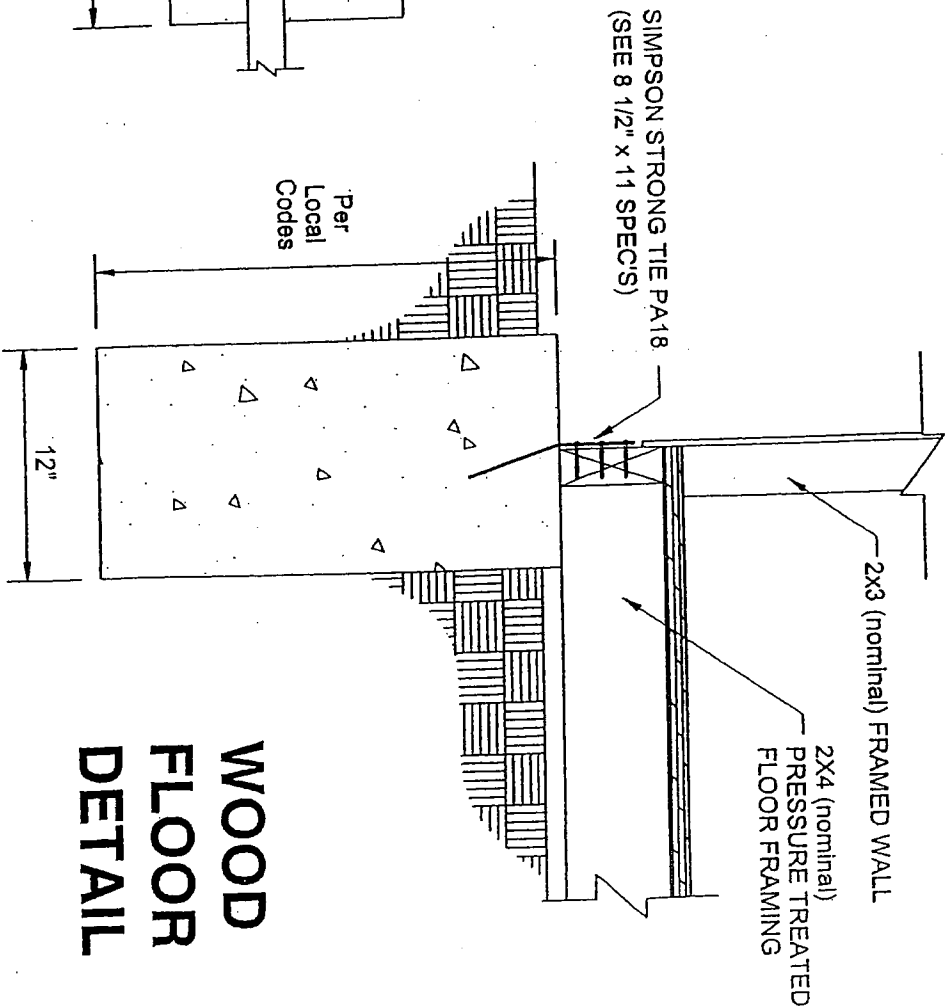 SIMPSON STRONG TIE PA18
(SEE 8 1/2" x 11 SPEC'S)
2x3 (nominal) FRAMED WALL
2X4 (nominal)
PRESSURE TREATED
FLOOR FRAMING
Per
Local
Codes
12"
WOOD
FLOOR
DETAIL